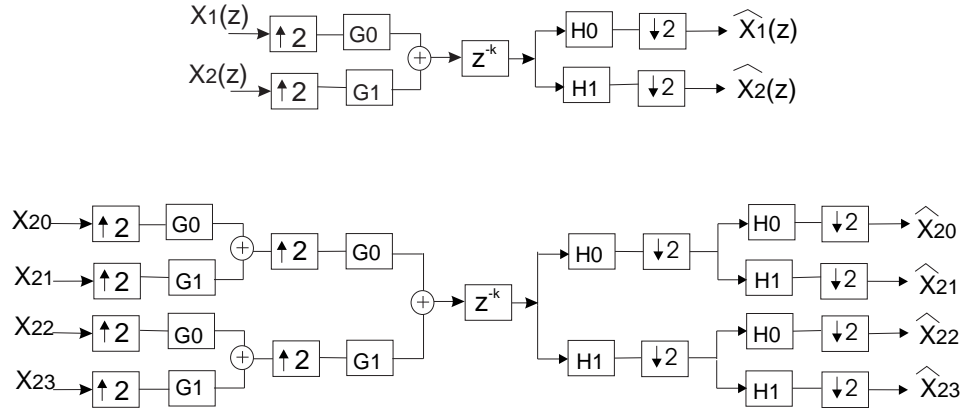 X1(z) ↑2 G0 H0 ↓2 X̂1(z)
+ z⁻ᵏ
X2(z) ↑2 G1 H1 ↓2 X̂2(z)
X20 ↑2 G0 H0 ↓2 X̂20
+ ↑2 G0 H0 ↓2
X21 ↑2 G1 H1 ↓2 X̂21
+ z⁻ᵏ
X22 ↑2 G0 H0 ↓2 X̂22
+ ↑2 G1 H1 ↓2
X23 ↑2 G1 H1 ↓2 X̂23